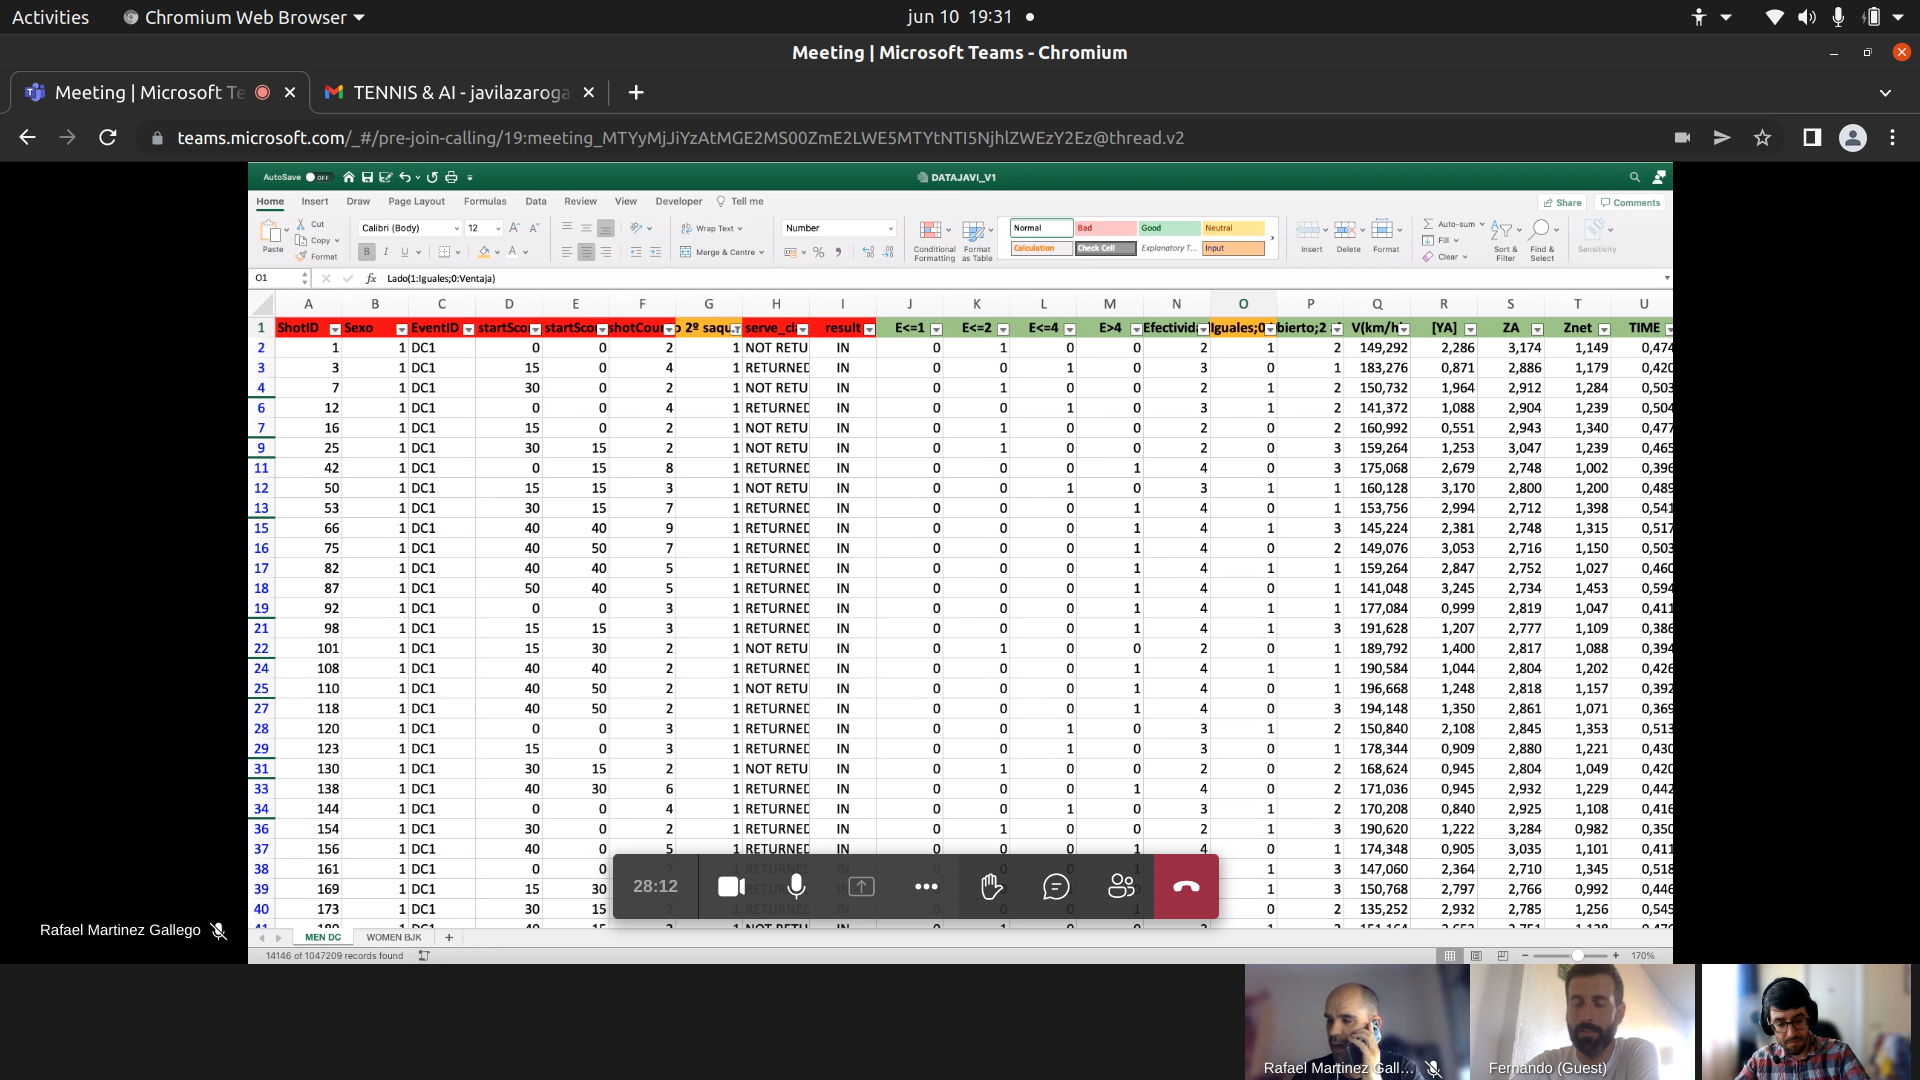 Activities Chromium Web Browser jun 10 19:31
Meeting | Microsoft Teams - Chromium
Meeting | Microsoft Te TENNIS & AI - javilazaroga
teams.microsoft.com/_#/pre-join-calling/19:meeting_MTYyMjJiYzAtMGE2MS00ZmE2LWE5MTYtNTI5NjhlZWEzY2Ez@thread.v2
AutoSave OFF DATAJAVI_V1
Home Insert Draw Page Layout Formulas Data Review View Developer Tell me Share Comments
Paste Cut Copy Format Calibri (Body) 12 Wrap Text Merge & Centre Number Conditional Formatting Format as Table Normal Bad Good Neutral Calculation Check Cell Explanatory T... Input Insert Delete Format Auto-sum Fill Clear Sort & Filter Find & Select Sensitivity
O1 fx Lado(1:Iguales;0:Ventaja)
A B C D E F G H I J K L M N O P Q R S T U
1 ShotID Sexo EventID startSco startSco shotCou o 2º saqu serve_cla result E<=1 E<=2 E<=4 E>4 Efectivida Iguales;0 bierto;2 V(km/h [YA] ZA Znet TIME
2 1 1 DC1 0 0 2 1 NOT RETU IN 0 1 0 0 2 1 2 149,292 2,286 3,174 1,149 0,474
3 3 1 DC1 15 0 4 1 RETURNED IN 0 0 1 0 3 0 1 183,276 0,871 2,886 1,179 0,420
4 7 1 DC1 30 0 2 1 NOT RETU IN 0 1 0 0 2 1 2 150,732 1,964 2,912 1,284 0,503
6 12 1 DC1 0 0 4 1 RETURNED IN 0 0 1 0 3 1 2 141,372 1,088 2,904 1,239 0,504
7 16 1 DC1 15 0 2 1 NOT RETU IN 0 1 0 0 2 0 2 160,992 0,551 2,943 1,340 0,477
9 25 1 DC1 30 15 2 1 NOT RETU IN 0 1 0 0 2 0 3 159,264 1,253 3,047 1,239 0,465
11 42 1 DC1 0 15 8 1 RETURNED IN 0 0 0 1 4 0 3 175,068 2,679 2,748 1,002 0,396
12 50 1 DC1 15 15 3 1 NOT RETU IN 0 0 1 0 3 1 1 160,128 3,170 2,800 1,200 0,489
13 53 1 DC1 30 15 7 1 RETURNED IN 0 0 0 1 4 0 1 153,756 2,994 2,712 1,398 0,541
15 66 1 DC1 40 40 9 1 RETURNED IN 0 0 0 1 4 1 3 145,224 2,381 2,748 1,315 0,517
16 75 1 DC1 40 50 7 1 RETURNED IN 0 0 0 1 4 0 2 149,076 3,053 2,716 1,150 0,503
17 82 1 DC1 40 40 5 1 RETURNED IN 0 0 0 1 4 1 1 159,264 2,847 2,752 1,027 0,460
18 87 1 DC1 50 40 5 1 RETURNED IN 0 0 0 1 4 0 1 141,048 3,245 2,734 1,453 0,594
19 92 1 DC1 0 0 3 1 RETURNED IN 0 0 0 1 4 1 1 177,084 0,999 2,819 1,047 0,411
21 98 1 DC1 15 15 3 1 RETURNED IN 0 0 0 1 4 1 3 191,628 1,207 2,777 1,109 0,386
22 101 1 DC1 15 30 2 1 NOT RETU IN 0 1 0 0 2 0 1 189,792 1,400 2,817 1,088 0,394
24 108 1 DC1 40 40 2 1 RETURNED IN 0 0 0 1 4 1 1 190,584 1,044 2,804 1,202 0,426
25 110 1 DC1 40 50 2 1 NOT RETU IN 0 0 0 1 4 0 1 196,668 1,248 2,818 1,157 0,392
27 118 1 DC1 40 50 2 1 RETURNED IN 0 0 0 1 4 0 3 194,148 1,350 2,861 1,071 0,369
28 120 1 DC1 0 0 3 1 RETURNED IN 0 0 1 0 3 1 2 150,840 2,108 2,845 1,353 0,513
29 123 1 DC1 15 0 3 1 RETURNED IN 0 0 1 0 3 0 1 178,344 0,909 2,880 1,221 0,430
31 130 1 DC1 30 15 2 1 NOT RETU IN 0 1 0 0 2 0 2 168,624 0,945 2,804 1,049 0,420
33 138 1 DC1 40 30 6 1 RETURNED IN 0 0 0 1 4 0 2 171,036 0,945 2,932 1,229 0,442
34 144 1 DC1 0 0 4 1 RETURNED IN 0 0 1 0 3 1 2 170,208 0,840 2,925 1,108 0,416
36 154 1 DC1 30 0 2 1 RETURNED IN 0 1 0 0 2 1 3 190,620 1,222 3,284 0,982 0,350
37 156 1 DC1 40 0 5 1 RETURNED IN 0 0 0 1 4 0 1 174,348 0,905 3,035 1,101 0,411
38 161 1 DC1 0 0 1 3 147,060 2,364 2,710 1,345 0,518
39 169 1 DC1 15 30 1 3 150,768 2,797 2,766 0,992 0,446
40 173 1 DC1 30 15 0 2 135,252 2,932 2,785 1,256 0,545
28:12
MEN DC WOMEN BJK
14146 of 1047209 records found 170%
Rafael Martinez Gallego
Rafael Martinez Gall... Fernando (Guest)